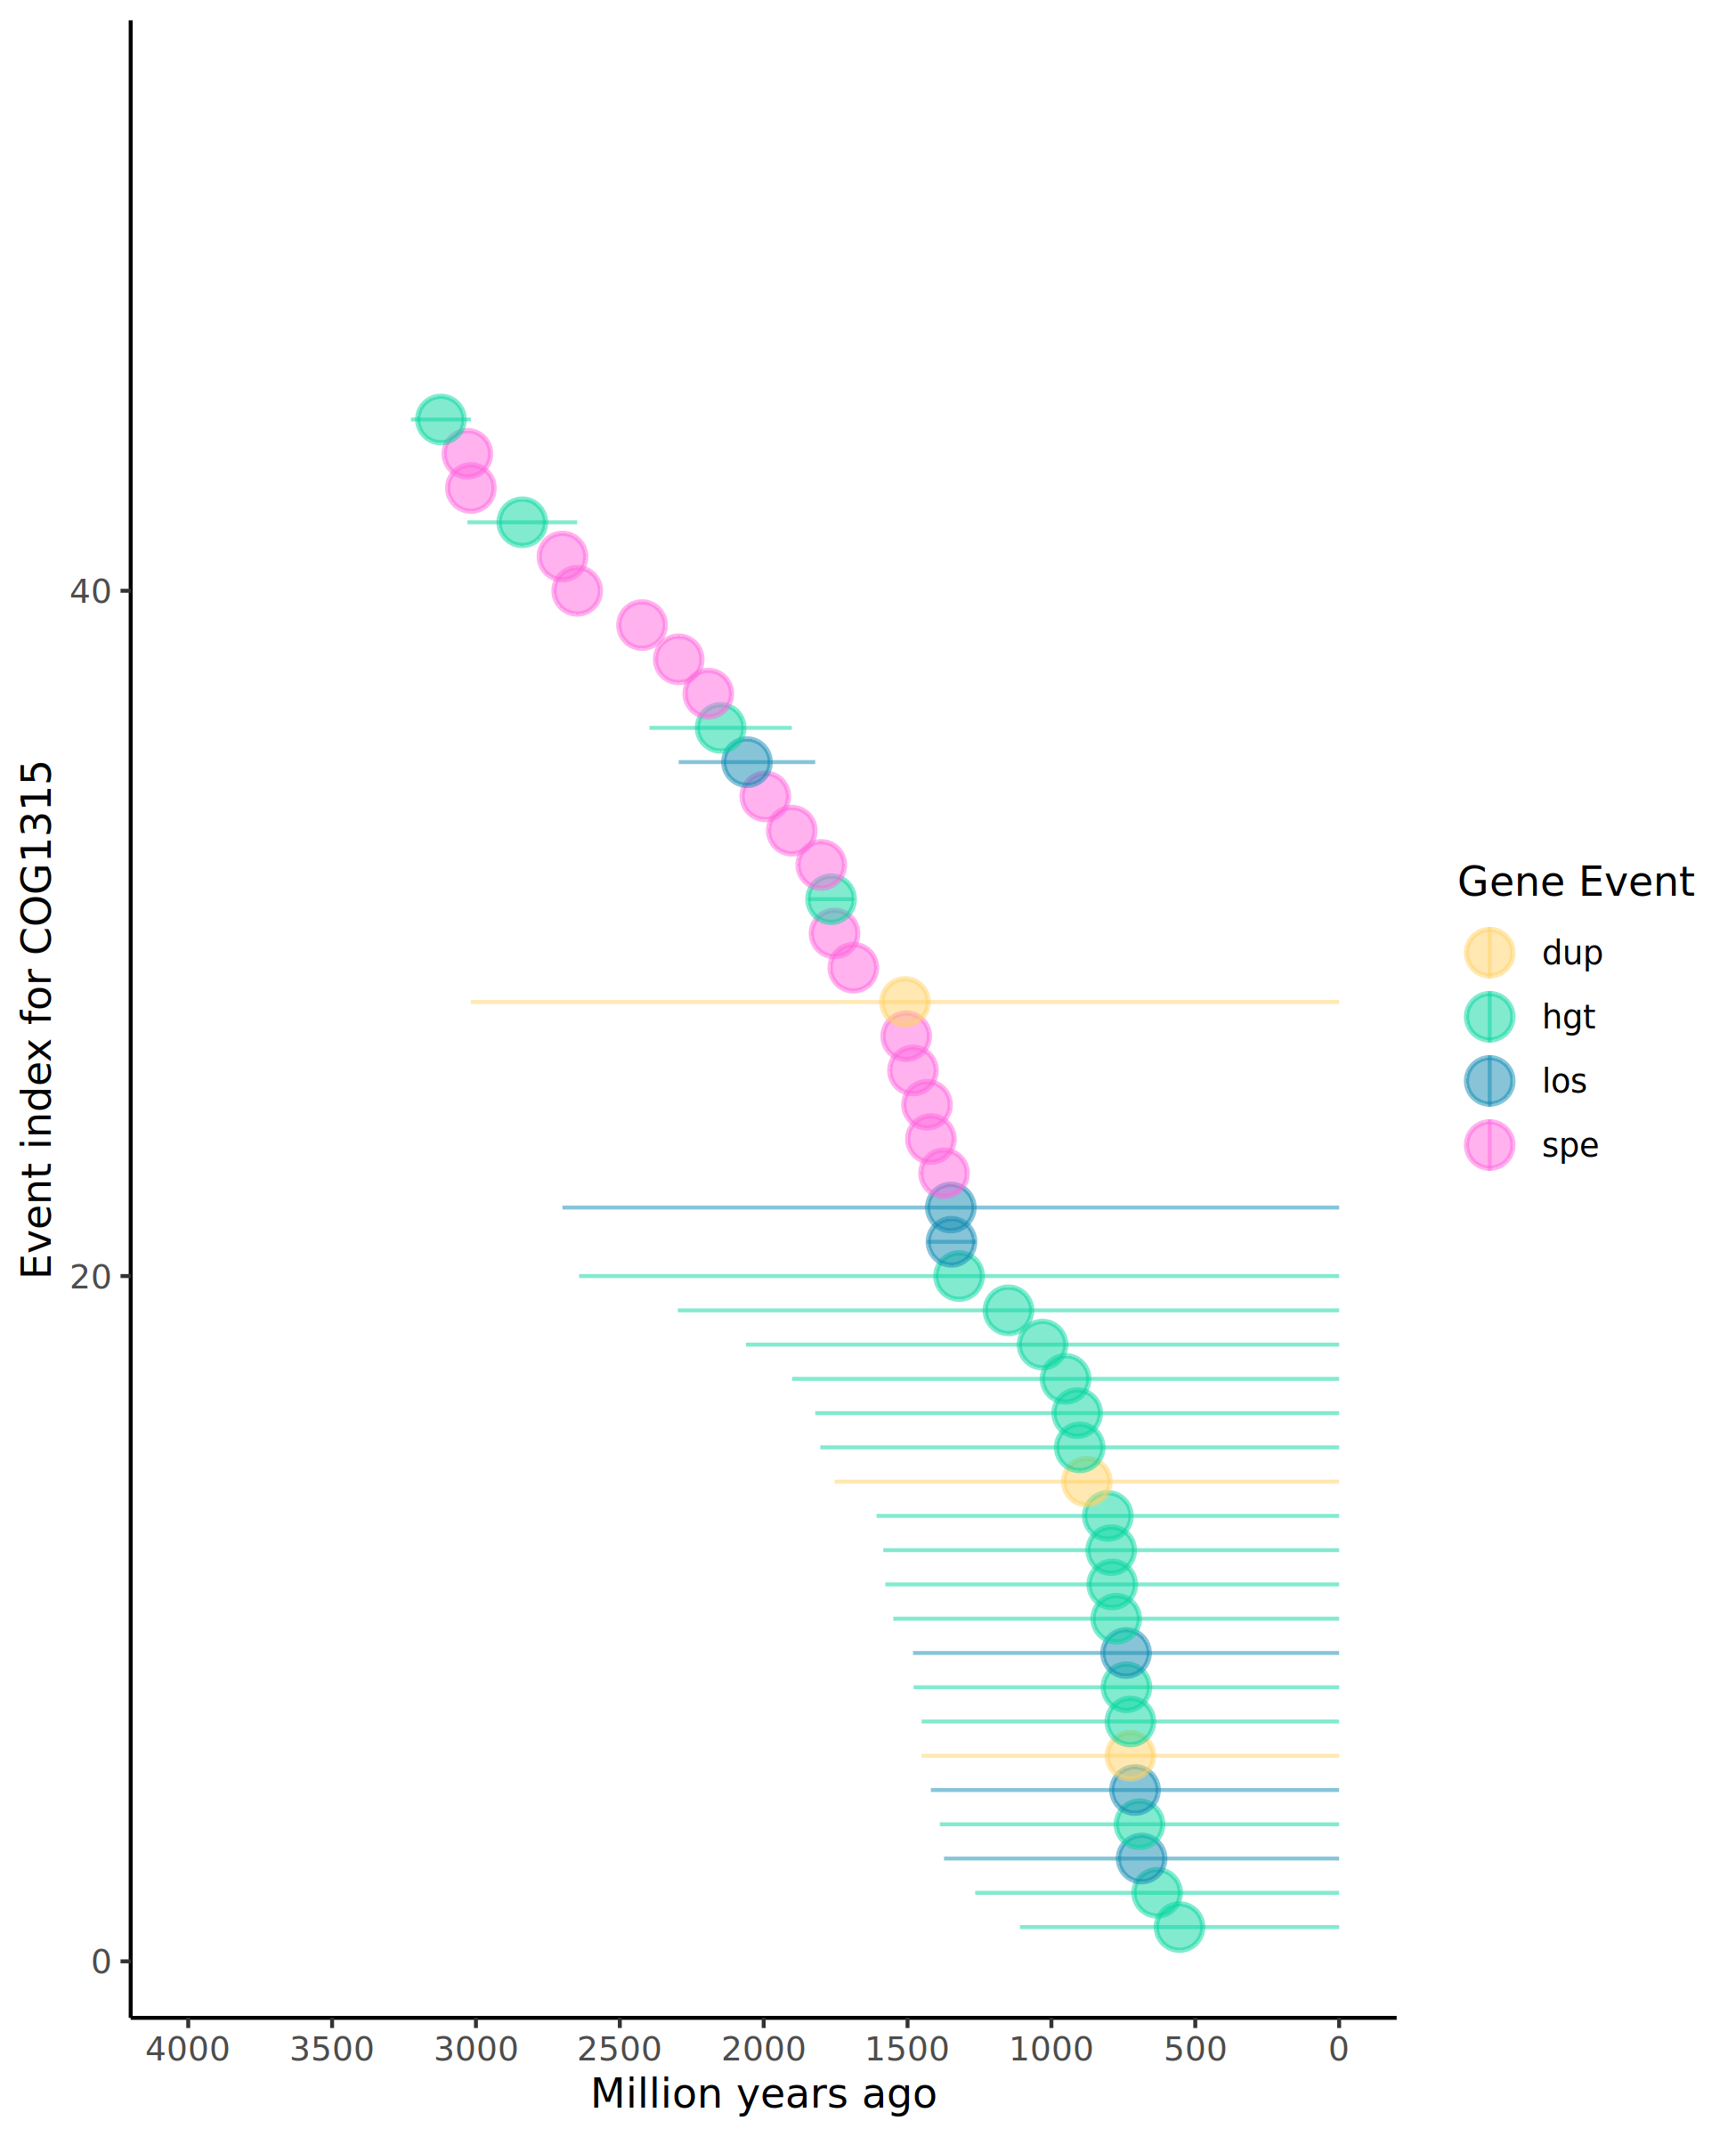 Event index for COG1315
40
20
0
4000 3500 3000 2500 2000 1500 1000 500 0
Million years ago
Gene Event
dup
hgt
los
spe